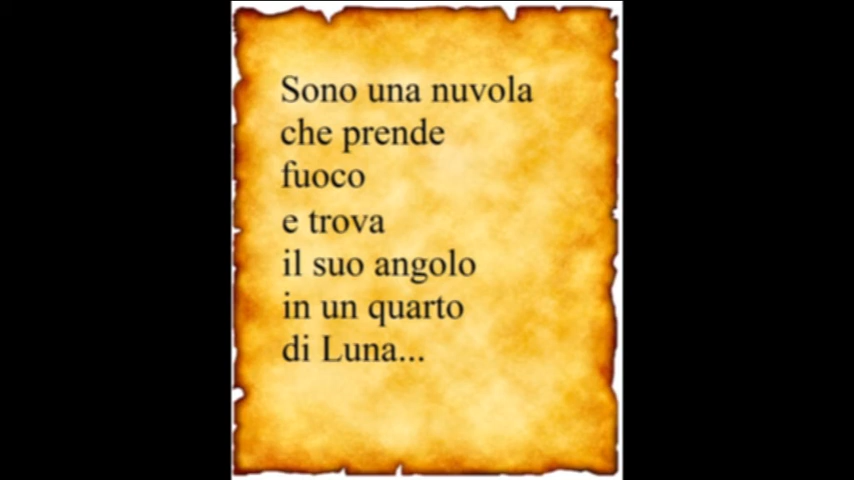 Sono una nuvola
che prende
fuoco
e trova
il suo angolo
in un quarto
di Luna...